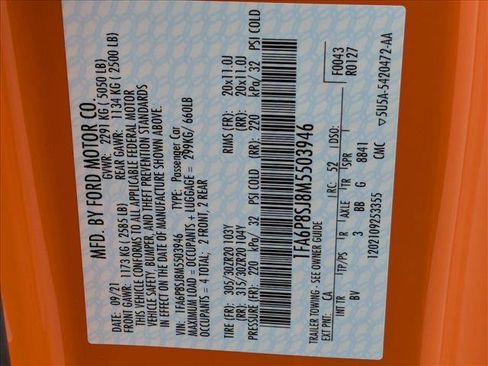 MFD. BY FORD MOTOR CO.
DATE: 09/21 GVWR: 2291 KG ( 5050 LB)
FRONT GAWR: 1172 KG ( 2585 LB) REAR GAWR: 1134 KG ( 2500 LB)
THIS VEHICLE CONFORMS TO ALL APPLICABLE FEDERAL MOTOR
VEHICLE SAFETY, BUMPER, AND THEFT PREVENTION STANDARDS
IN EFFECT ON THE DATE OF MANUFACTURE SHOWN ABOVE.
VIN: 1FA6P8SJ8M5503946 TYPE: Passenger Car
MAXIMUM LOAD = OCCUPANTS + LUGGAGE = 299KG/ 660LB
OCCUPANTS = 4 TOTAL; 2 FRONT, 2 REAR
TIRE (FR): 305/30ZR20 103Y RIMS (FR): 20x11.0J
(RR): 315/30ZR20 104Y (RR): 20x11.0J
PRESSURE (FR): 220 kPa/ 32 PSI COLD (RR): 220 kPa/ 32 PSI COLD
1FA6P8SJ8M5503946
TRAILER TOWING - SEE OWNER GUIDE
F0043
R0127
EXT PNT: CA RC: 52 DSO:
INT TR TP/PS R AXLE TR SPR
BV 3 BB G 8841
1202109253355 CMC ▽5U5A-5420472-AA